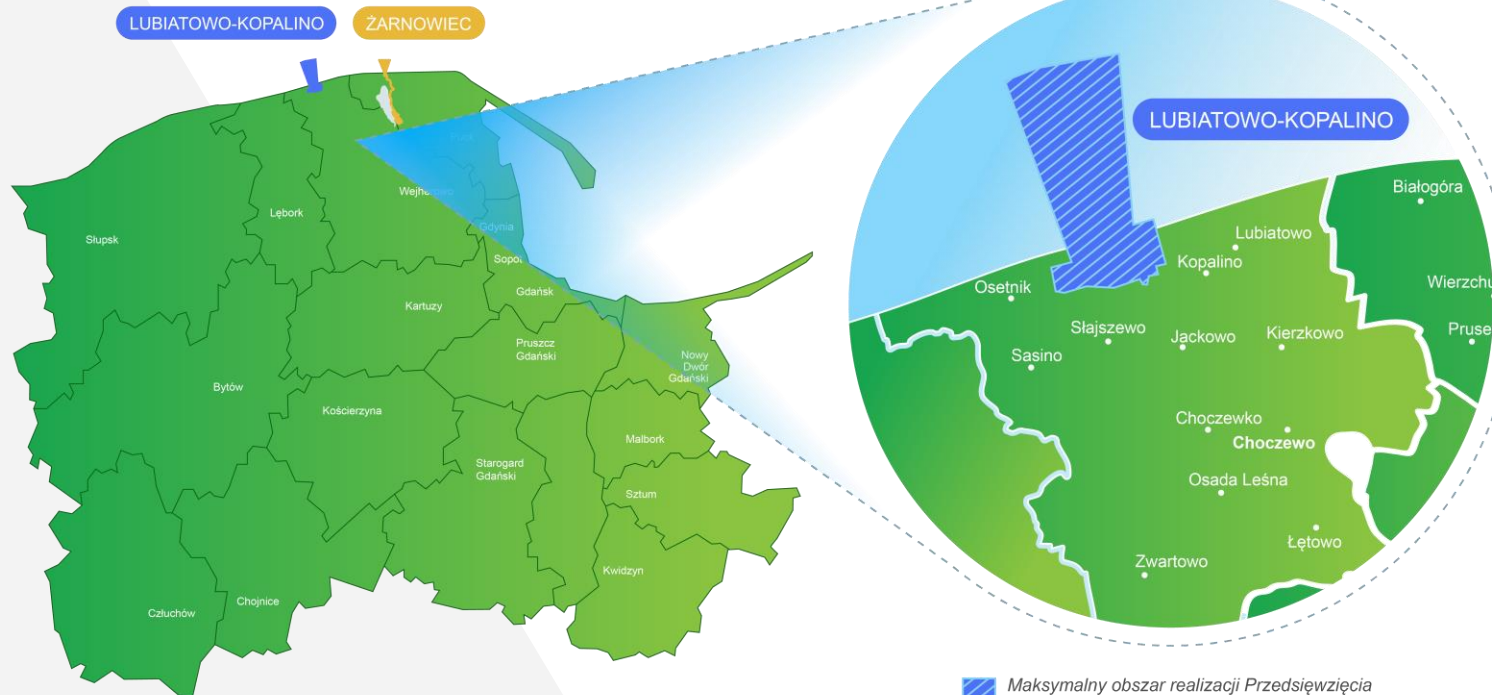 LUBIATOWO-KOPALINO
ŻARNOWIEC
Wejherowo
Lębork
Słupsk
Gdynia
Sopot
Gdańsk
Kartuzy
Pruszcz
Gdański
Nowy
Dwór
Gdański
Bytów
Kościerzyna
Malbork
Starogard
Gdański
Sztum
Kwidzyn
Chojnice
Człuchów
LUBIATOWO-KOPALINO
Białogóra
Lubiatowo
Kopalino
Wierzchu
Osetnik
Słajszewo
Jackowo
Kierzkowo
Pruse
Sasino
Choczewko
Choczewo
Osada Leśna
Łętowo
Zwartowo
Maksymalny obszar realizacji Przedsięwzięcia